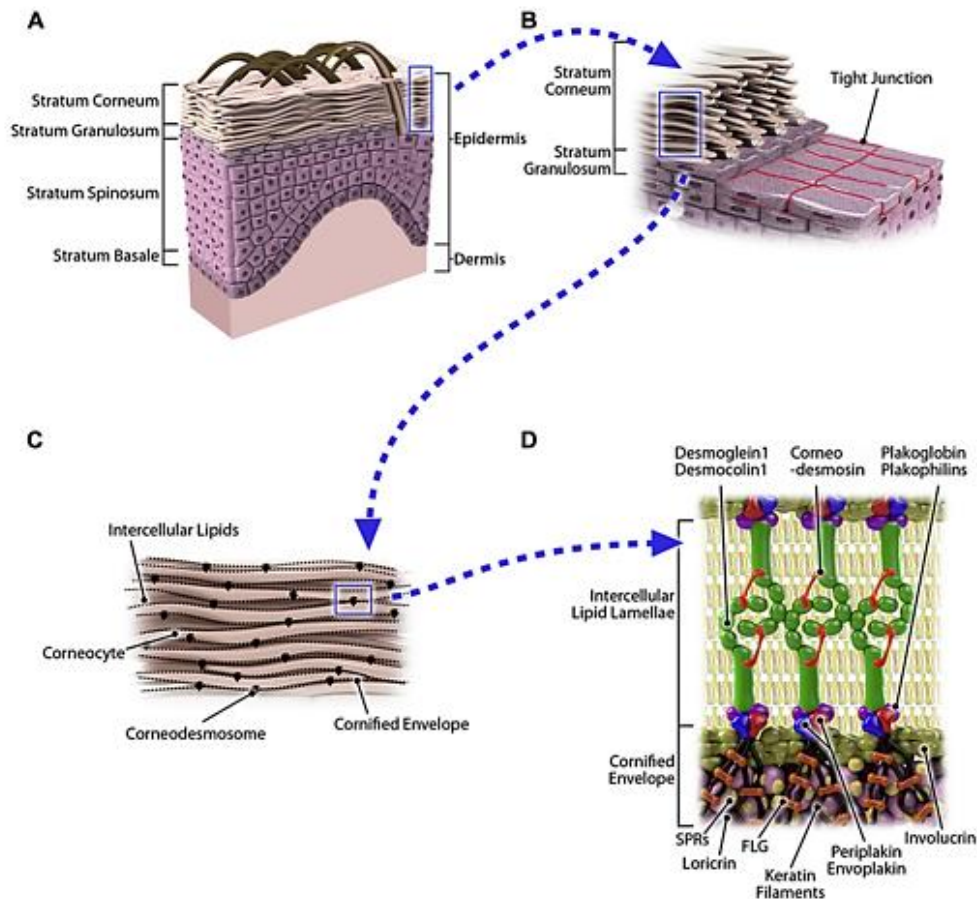 A
Stratum Corneum
Stratum Granulosum
Stratum Spinosum
Stratum Basale
Epidermis
Dermis
B
Stratum
Corneum
Stratum
Granulosum
Tight Junction
C
Intercellular Lipids
Corneocyte
Corneodesmosome
Cornified Envelope
D
Desmoglein1
Desmocolin1
Corneo
-desmosin
Plakoglobin
Plakophilins
Intercellular
Lipid Lamellae
Cornified
Envelope
SPRs
Loricrin
FLG
Keratin
Filaments
Periplakin
Envoplakin
Involucrin